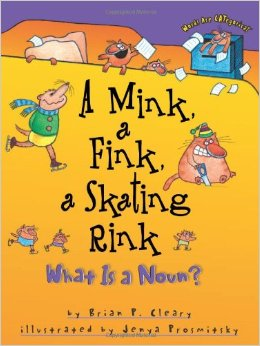 Words Are CATegorical
A Mink,
a
Fink,
a Skating
Rink
What Is a Noun?
by Brian P. Cleary
illustrated by Jenya Prosmitsky